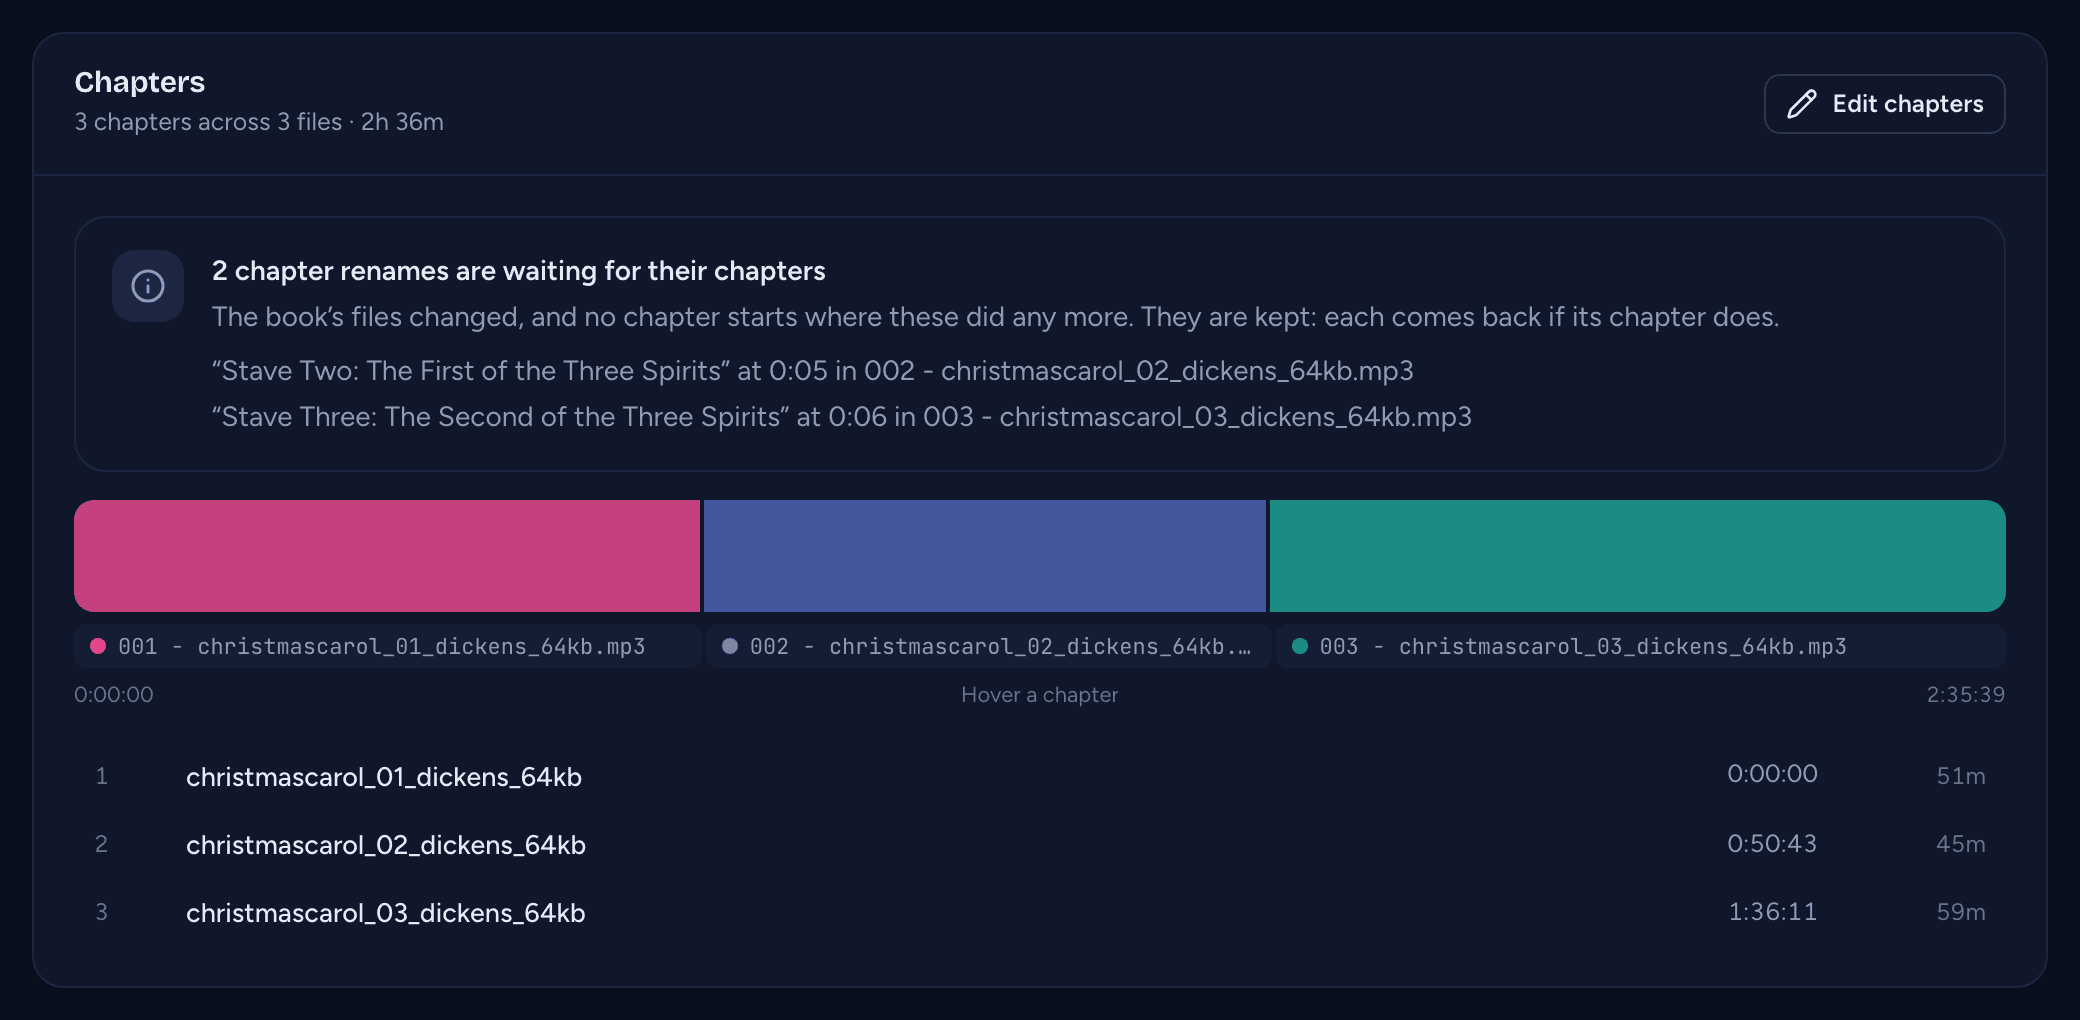 Chapters
3 chapters across 3 files · 2h 36m
Edit chapters
2 chapter renames are waiting for their chapters
The book’s files changed, and no chapter starts where these did any more. They are kept: each comes back if its chapter does.
“Stave Two: The First of the Three Spirits” at 0:05 in 002 - christmascarol_02_dickens_64kb.mp3
“Stave Three: The Second of the Three Spirits” at 0:06 in 003 - christmascarol_03_dickens_64kb.mp3
001 - christmascarol_01_dickens_64kb.mp3
002 - christmascarol_02_dickens_64kb.…
003 - christmascarol_03_dickens_64kb.mp3
0:00:00
Hover a chapter
2:35:39
1 christmascarol_01_dickens_64kb 0:00:00 51m
2 christmascarol_02_dickens_64kb 0:50:43 45m
3 christmascarol_03_dickens_64kb 1:36:11 59m